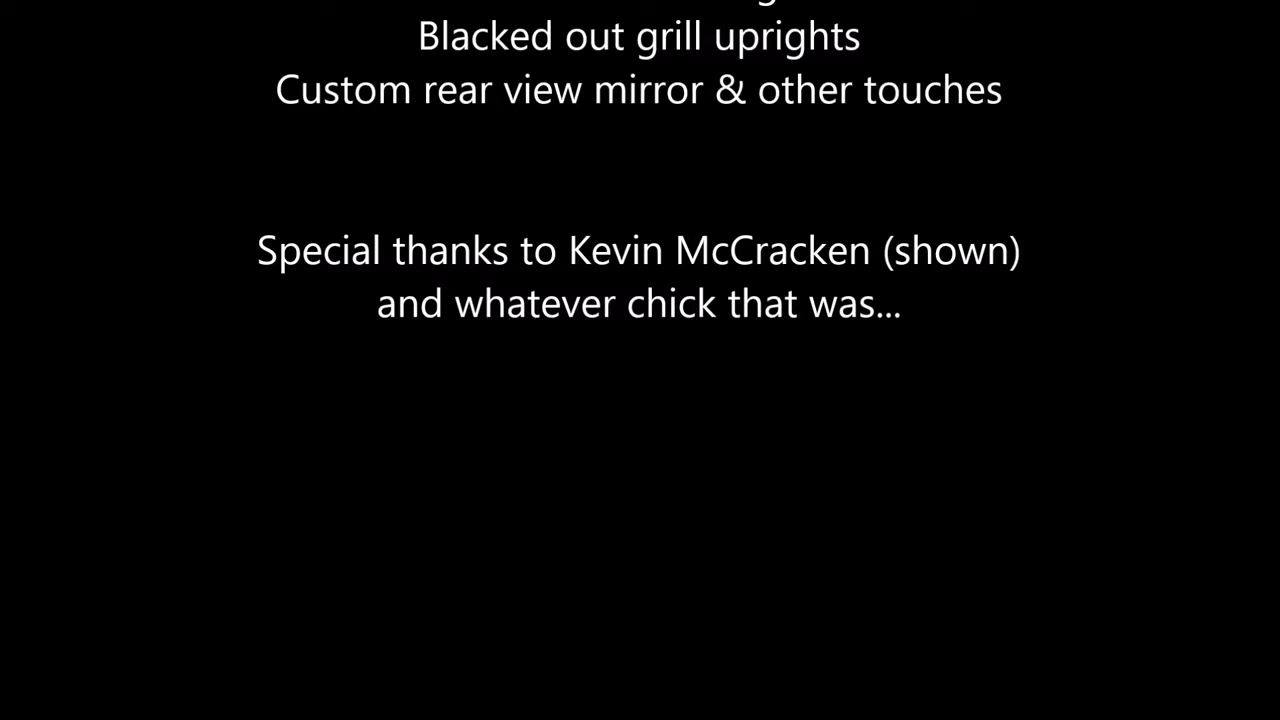 Blacked out grill uprights
Custom rear view mirror & other touches
Special thanks to Kevin McCracken (shown)
and whatever chick that was...